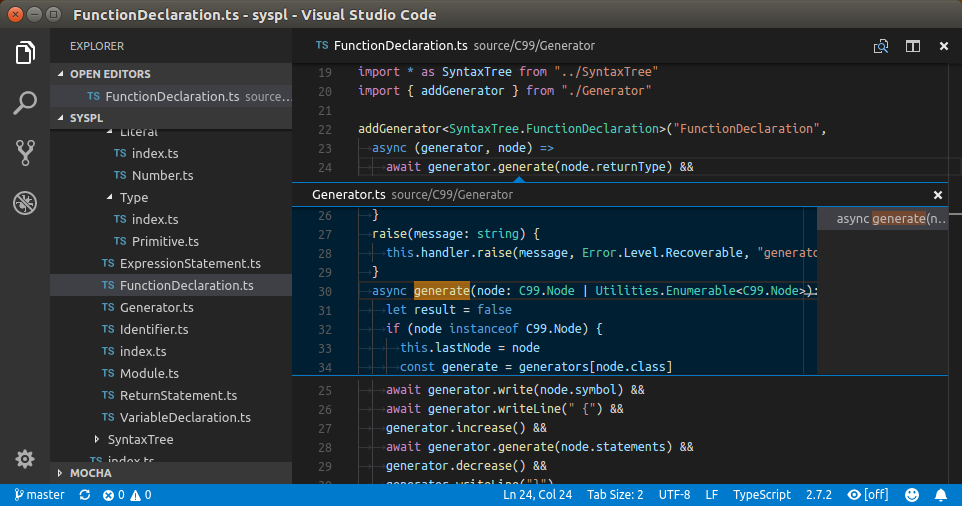 FunctionDeclaration.ts - syspl - Visual Studio Code
EXPLORER
OPEN EDITORS
TS FunctionDeclaration.ts source...
SYSPL
Literal
TS index.ts
TS Number.ts
Type
TS index.ts
TS Primitive.ts
TS ExpressionStatement.ts
TS FunctionDeclaration.ts
TS Generator.ts
TS Identifier.ts
TS index.ts
TS Module.ts
TS ReturnStatement.ts
TS VariableDeclaration.ts
SyntaxTree
TS index.ts
MOCHA
TS FunctionDeclaration.ts source/C99/Generator
19 import * as SyntaxTree from "../SyntaxTree"
20 import { addGenerator } from "./Generator"
21
22 addGenerator<SyntaxTree.FunctionDeclaration>("FunctionDeclaration",
23 async (generator, node) =>
24 await generator.generate(node.returnType) &&
Generator.ts source/C99/Generator
26 }
27 raise(message: string) {
28 this.handler.raise(message, Error.Level.Recoverable, "generato
29 }
30 async generate(node: C99.Node | Utilities.Enumerable<C99.Node>):
31 let result = false
32 if (node instanceof C99.Node) {
33 this.lastNode = node
34 const generate = generators[node.class]
async generate(n...
25 await generator.write(node.symbol) &&
26 await generator.writeLine(" {") &&
27 generator.increase() &&
28 await generator.generate(node.statements) &&
29 generator.decrease() &&
30 generator.writeLine("}")
master 0 0 Ln 24, Col 24 Tab Size: 2 UTF-8 LF TypeScript 2.7.2 [off]